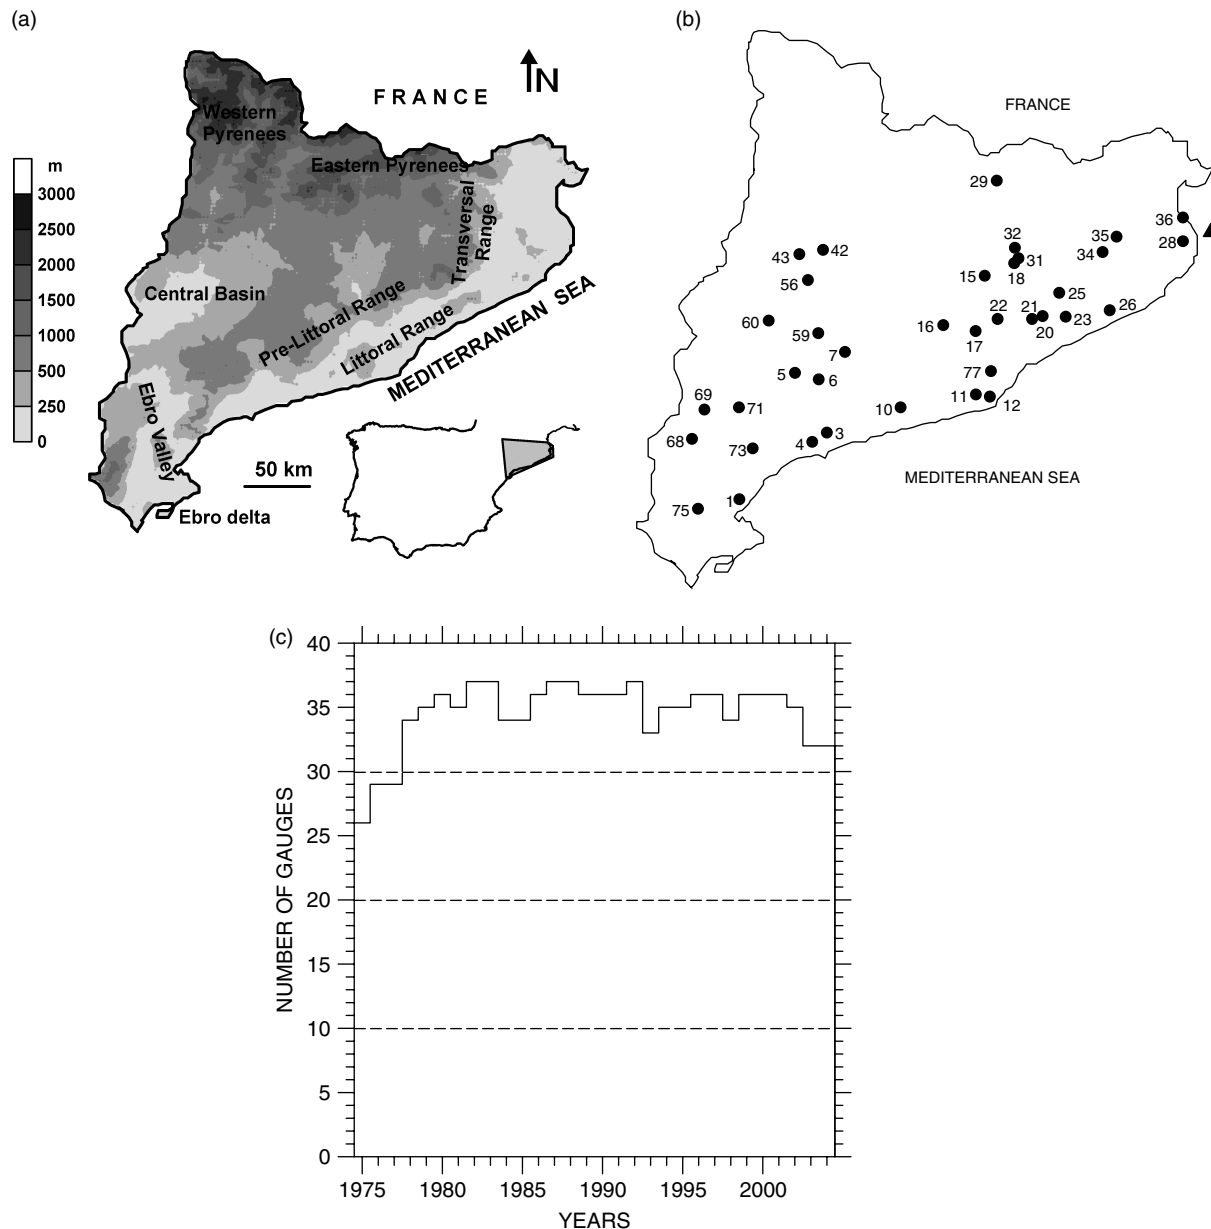 (a)
N
FRANCE
Western
Pyrenees
Eastern Pyrenees
m
3000
2500
2000
1500
1000
500
250
0
Transversal
Range
Central Basin
Pre-Littoral Range
Littoral Range
MEDITERRANEAN SEA
Ebro Valley
50 km
Ebro delta
(b)
FRANCE
29
36
32
35
28
42
43
31
34
15
18
56
25
22
21
26
60
16
20
23
59
17
7
77
5
6
69
71
11
12
10
68
3
73
4
MEDITERRANEAN SEA
1
75
(c)
40
35
30
25
20
15
10
5
0
NUMBER OF GAUGES
1975 1980 1985 1990 1995 2000
YEARS